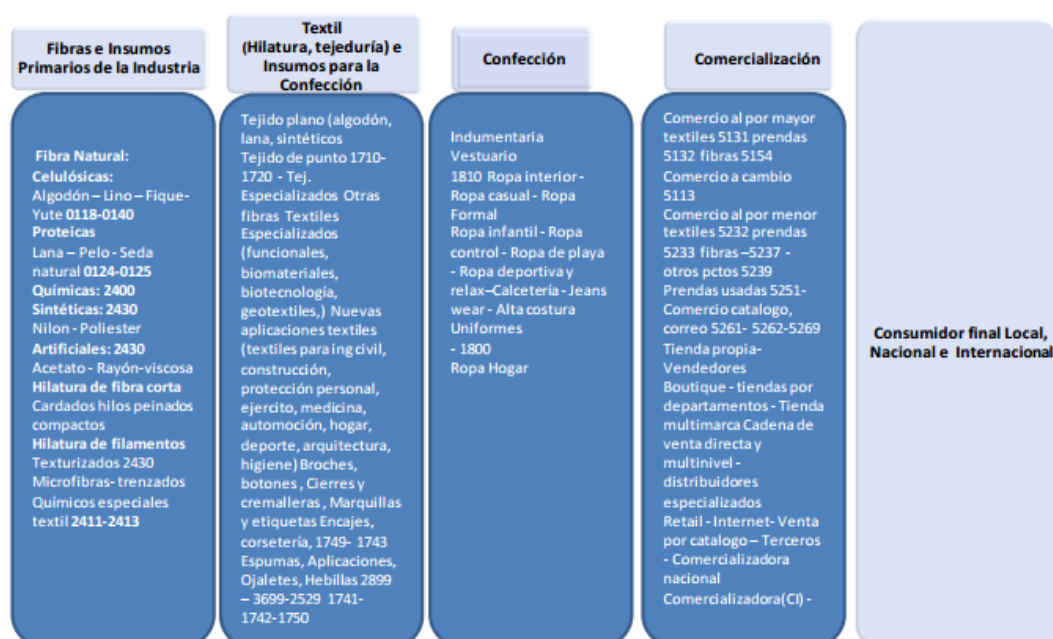 Fibras e Insumos
Primarios de la Industria
Fibra Natural:
Celulósicas:
Algodón – Lino – Fique-
Yute 0118-0140
Proteicas
Lana – Pelo - Seda
natural 0124-0125
Químicas: 2400
Sintéticas: 2430
Nilon - Poliester
Artificiales: 2430
Acetato - Rayón-viscosa
Hilatura de fibra corta
Cardados hilos peinados
compactos
Hilatura de filamentos
Texturizados 2430
Microfibras- trenzados
Químicos especiales
textil 2411-2413
Textil
(Hilatura, tejeduría) e
Insumos para la
Confección
Tejido plano (algodón,
lana, sintéticos
Tejido de punto 1710-
1720 - Tej.
Especializados Otras
fibras Textiles
Especializados
(funcionales,
biomateriales,
biotecnología,
geotextiles,) Nuevas
aplicaciones textiles
(textiles para ing civil,
construcción,
protección personal,
ejercito, medicina,
automoción, hogar,
deporte, arquitectura,
higiene) Broches,
botones , Cierres y
cremalleras , Marquillas
y etiquetas Encajes,
corsetería, 1749- 1743
Espumas, Aplicaciones,
Ojaletes, Hebillas 2899
– 3699-2529 1741-
1742-1750
Confección
Indumentaria
Vestuario
1810 Ropa interior -
Ropa casual - Ropa
Formal
Ropa infantil - Ropa
control - Ropa de playa
- Ropa deportiva y
relax–Calcetería - Jeans
wear - Alta costura
Uniformes
- 1800
Ropa Hogar
Comercialización
Comercio al por mayor
textiles 5131 prendas
5132 fibras 5154
Comercio a cambio
5113
Comercio al por menor
textiles 5232 prendas
5233 fibras –5237 -
otros pctos 5239
Prendas usadas 5251-
Comercio catalogo,
correo 5261- 5262-5269
Tienda propia-
Vendedores
Boutique - tiendas por
departamentos - Tienda
multimarca Cadena de
venta directa y
multinivel -
distribuidores
especializados
Retail - Internet- Venta
por catalogo – Terceros
- Comercializadora
nacional
Comercializadora(CI) -
Consumidor final Local,
Nacional e Internacional